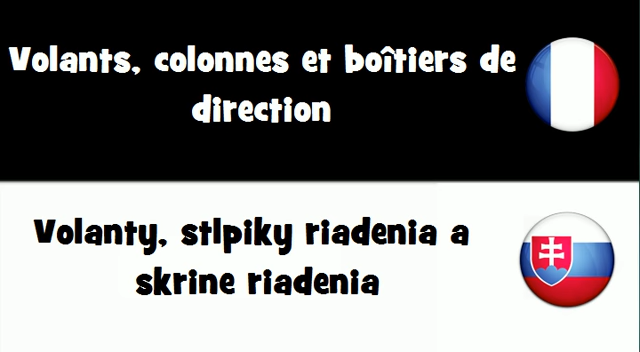 Volants, colonnes et boîtiers de
direction
Volanty, stlpiky riadenia a
skrine riadenia